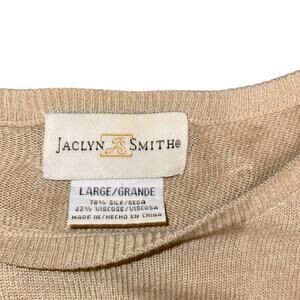 JACLYN SMITH®
LARGE/GRANDE
78% SILK/SEDA
22% VISCOSE/VISCOSA
MADE IN/HECHO EN CHINA